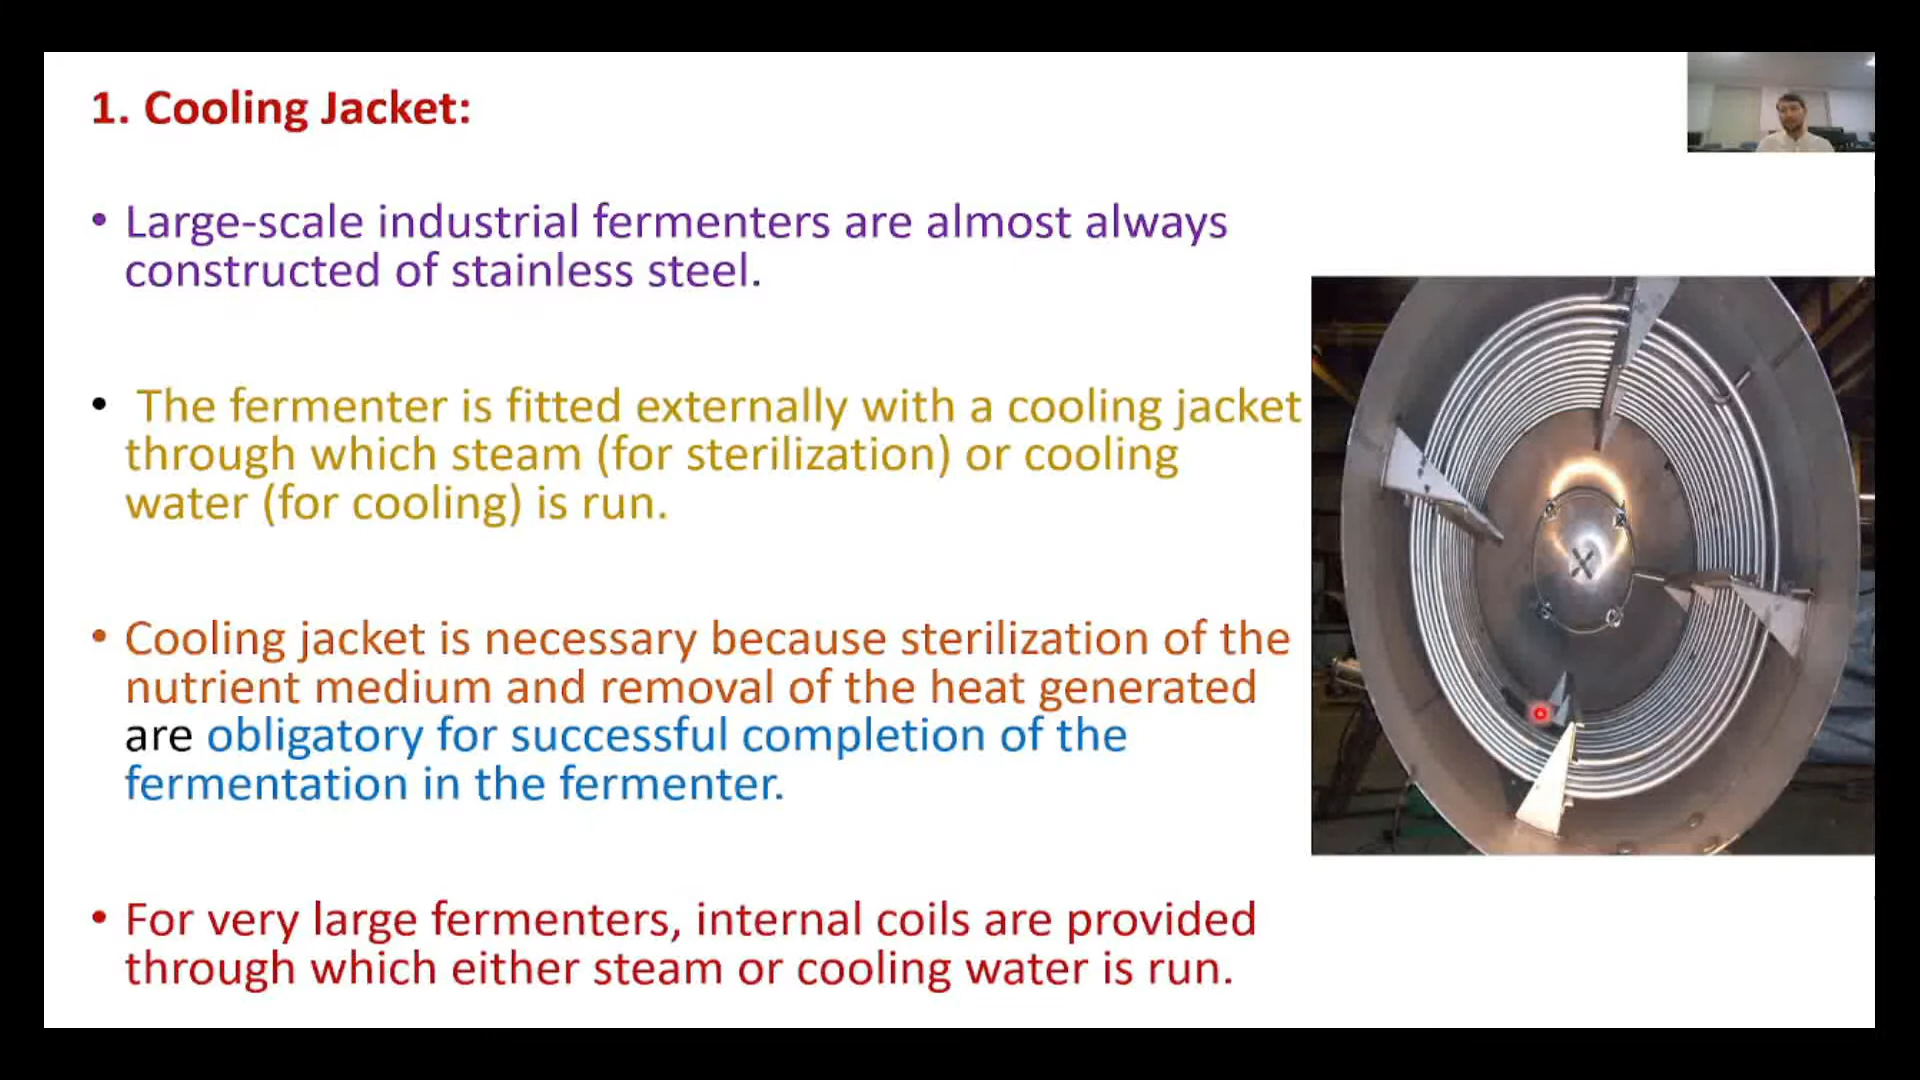 1. Cooling Jacket:
• Large-scale industrial fermenters are almost always
constructed of stainless steel.
• The fermenter is fitted externally with a cooling jacket
through which steam (for sterilization) or cooling
water (for cooling) is run.
• Cooling jacket is necessary because sterilization of the
nutrient medium and removal of the heat generated
are obligatory for successful completion of the
fermentation in the fermenter.
• For very large fermenters, internal coils are provided
through which either steam or cooling water is run.